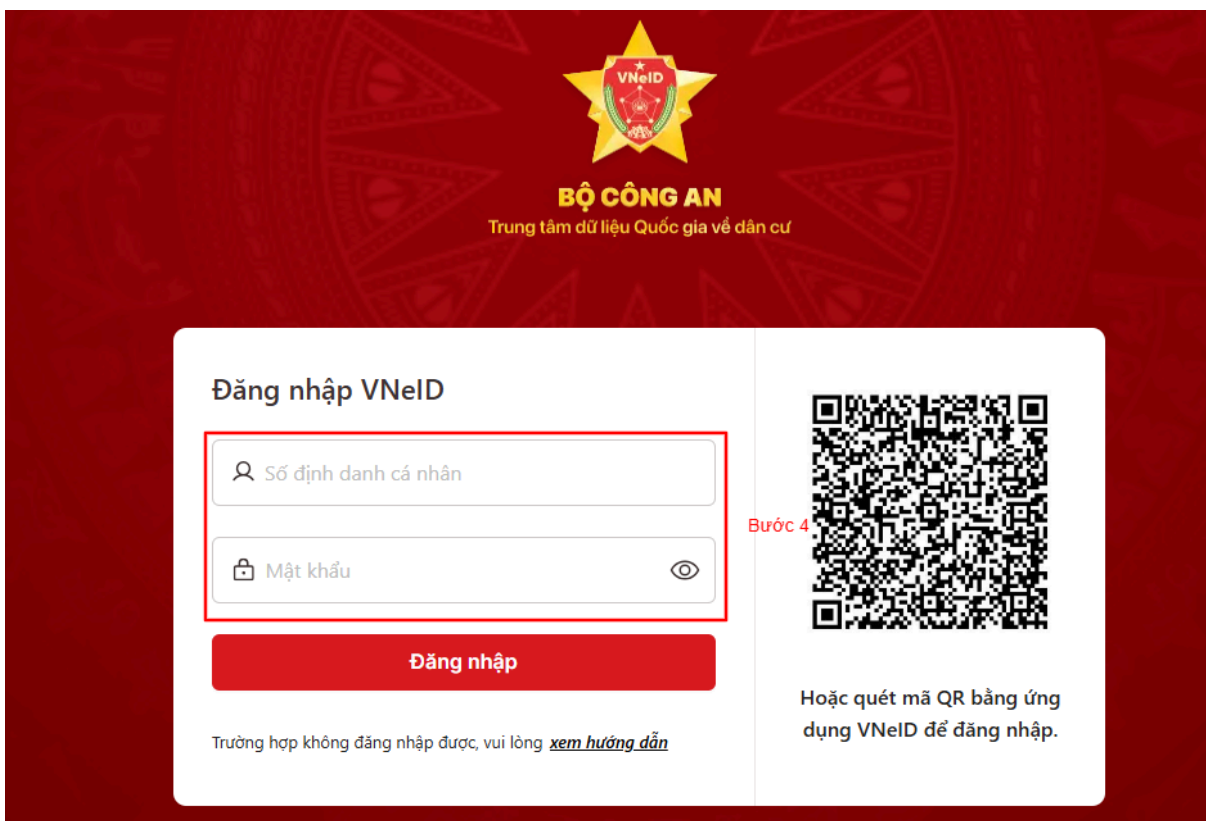 VNeID
BỘ CÔNG AN
Trung tâm dữ liệu Quốc gia về dân cư
Đăng nhập VNeID
Số định danh cá nhân
Mật khẩu
Bước 4
Đăng nhập
Trường hợp không đăng nhập được, vui lòng xem hướng dẫn
Hoặc quét mã QR bằng ứng
dụng VNeID để đăng nhập.